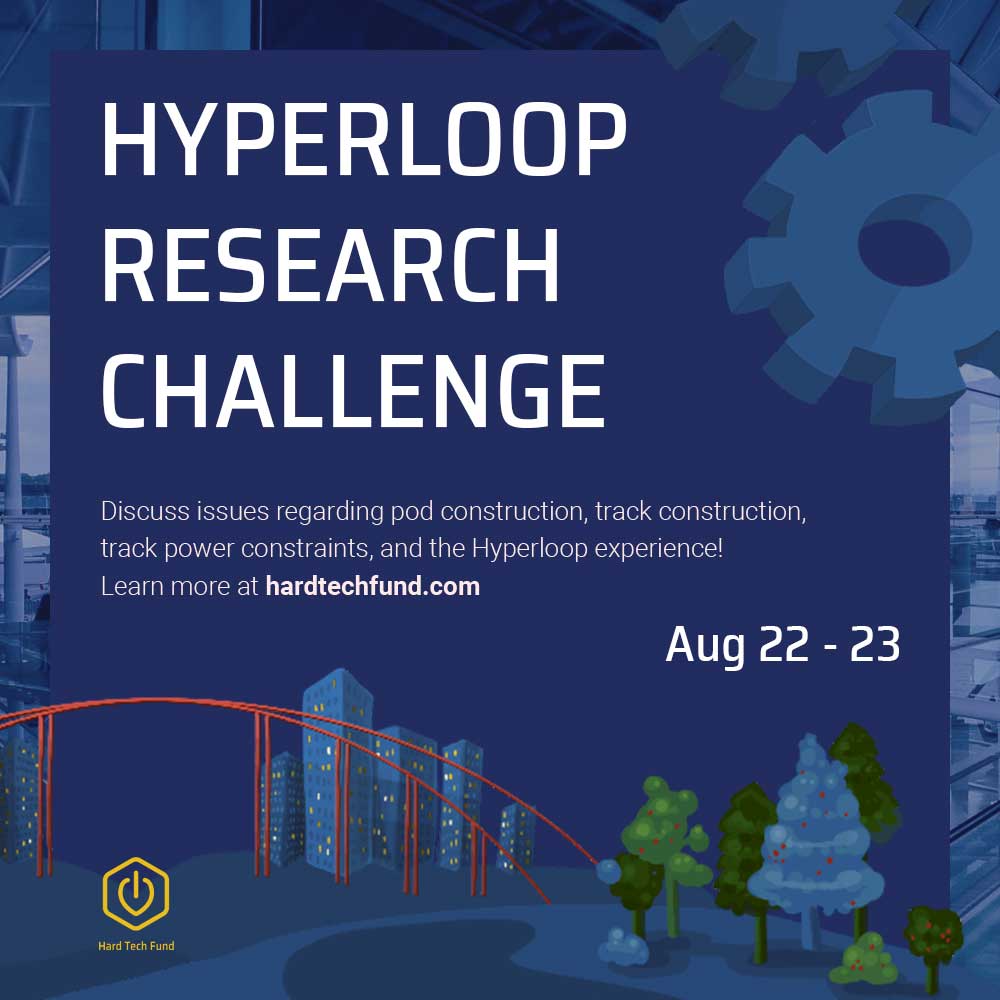 HYPERLOOP
RESEARCH
CHALLENGE
Discuss issues regarding pod construction, track construction,
track power constraints, and the Hyperloop experience!
Learn more at hardtechfund.com
Aug 22 - 23
Hard Tech Fund